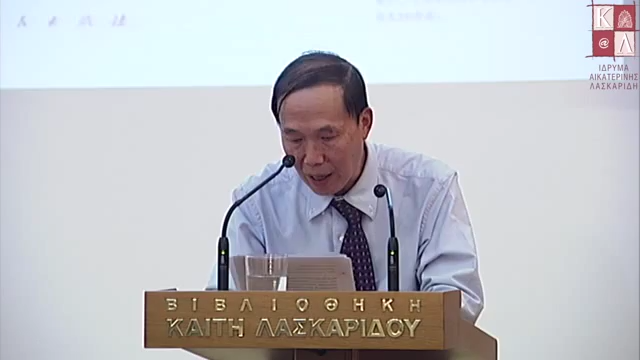 Κ
Λ
@
ΙΔΡΥΜΑ
ΑΙΚΑΤΕΡΙΝΗΣ
ΛΑΣΚΑΡΙΔΗ
ΒΙΒΛΙΟΘΗΚΗ
ΚΑΙΤΗ ΛΑΣΚΑΡΙΔΟΥ